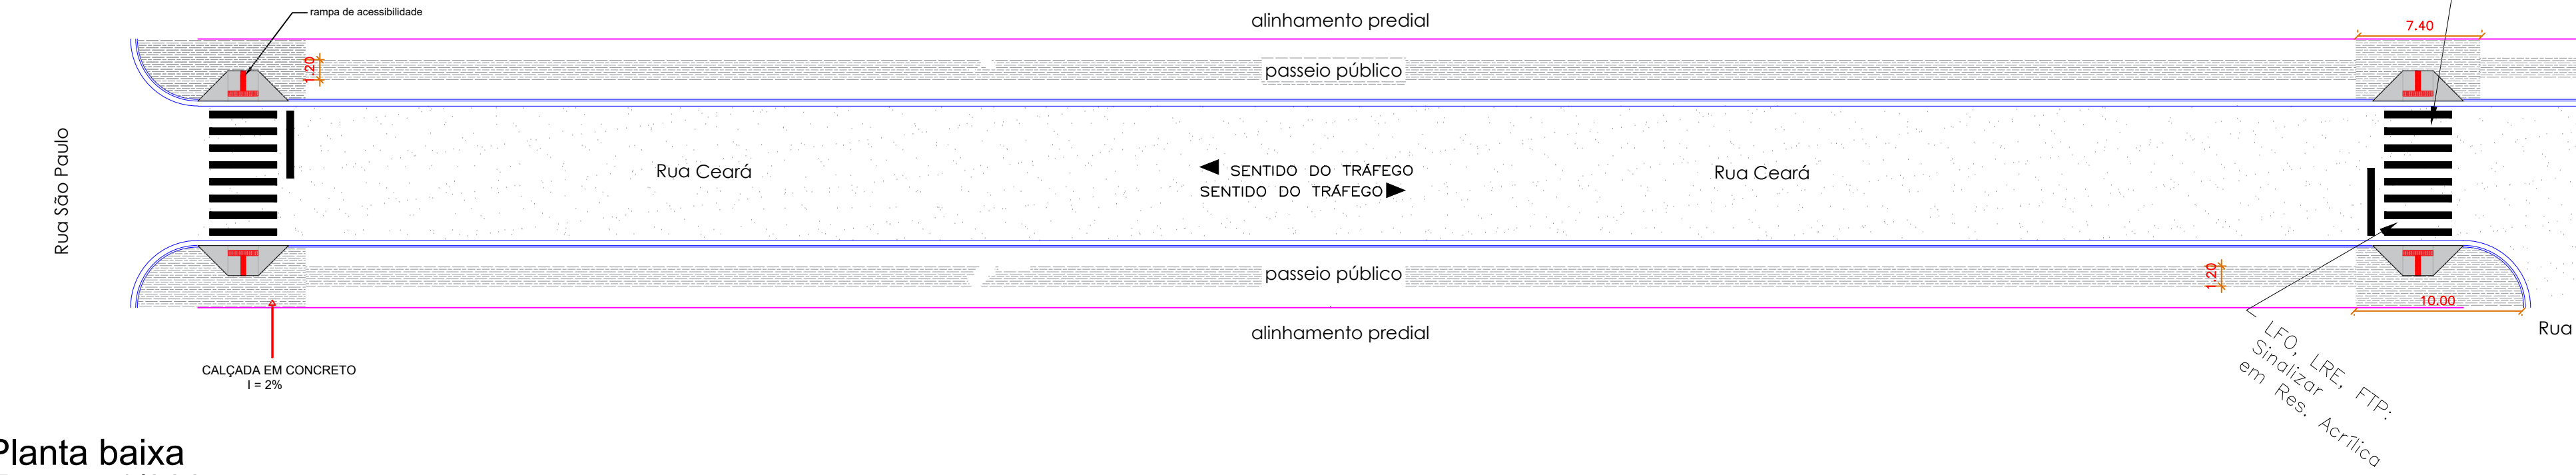 rampa de acessibilidade
alinhamento predial
7.40
1.20
passeio público
Rua São Paulo
Rua Ceará
SENTIDO DO TRÁFEGO
SENTIDO DO TRÁFEGO
Rua Ceará
passeio público
1.20
10.00
alinhamento predial
Rua
LFO, LRE, FTP:
Sinalizar
em Res. Acrílica
CALÇADA EM CONCRETO
I = 2%
Planta baixa